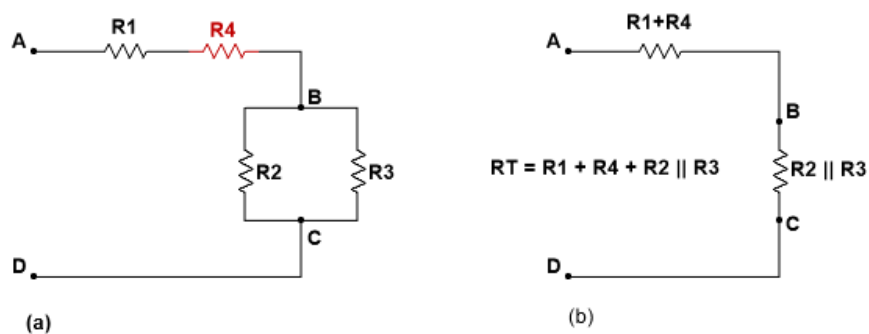 R1
R4
A
B
R2
R3
C
D
(a)
R1+R4
A
B
RT = R1 + R4 + R2 || R3
R2 || R3
C
D
(b)